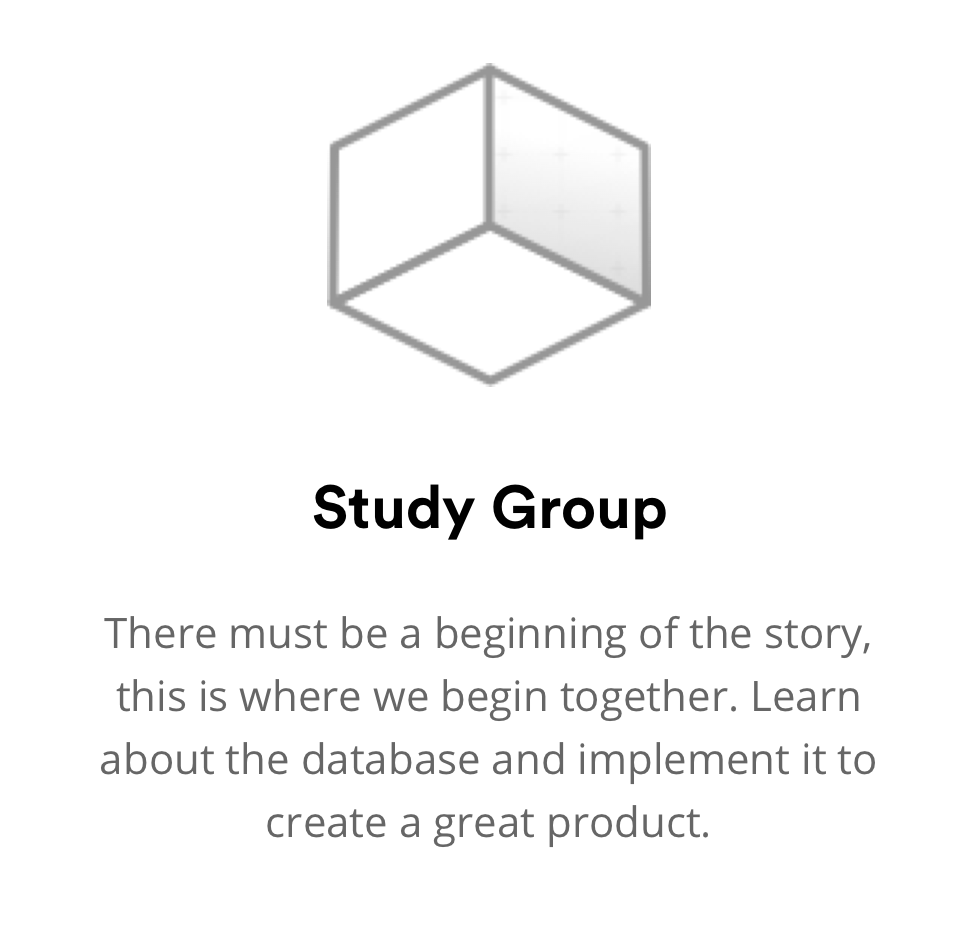 Study Group
There must be a beginning of the story,
this is where we begin together. Learn
about the database and implement it to
create a great product.